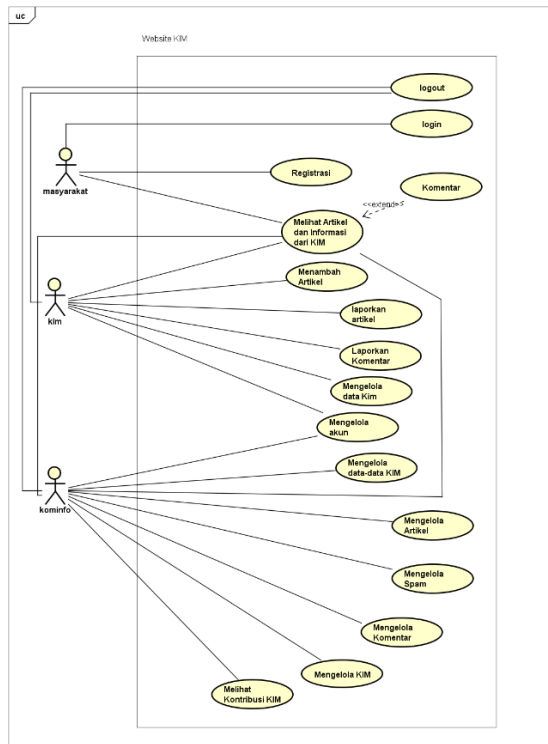 uc
Website KIM
logout
login
masyarakat
Registrasi
Komentar
<<extend>>
Melihat Artikel
dan Informasi
dari KIM
Menambah
Artikel
kim
laporkan
artikel
Laporkan
Komentar
Mengelola
data Kim
Mengelola
akun
Mengelola
data-data KIM
kominfo
Mengelola
Artikel
Mengelola
Spam
Mengelola
Komentar
Mengelola KIM
Melihat
Kontribusi KIM